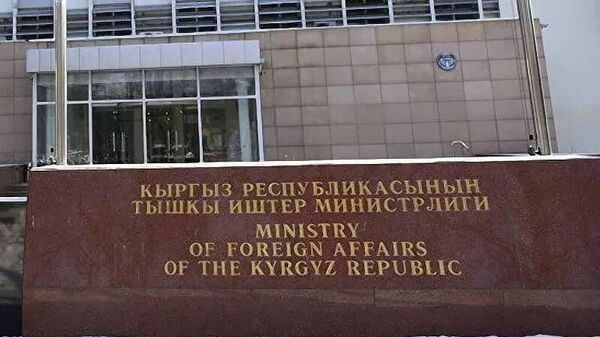 КЫРГЫЗ РЕСПУБЛИКАСЫНЫН
ТЫШКЫ ИШТЕР МИНИСТРЛИГИ
MINISTRY
OF FOREIGN AFFAIRS
OF THE KYRGYZ REPUBLIC